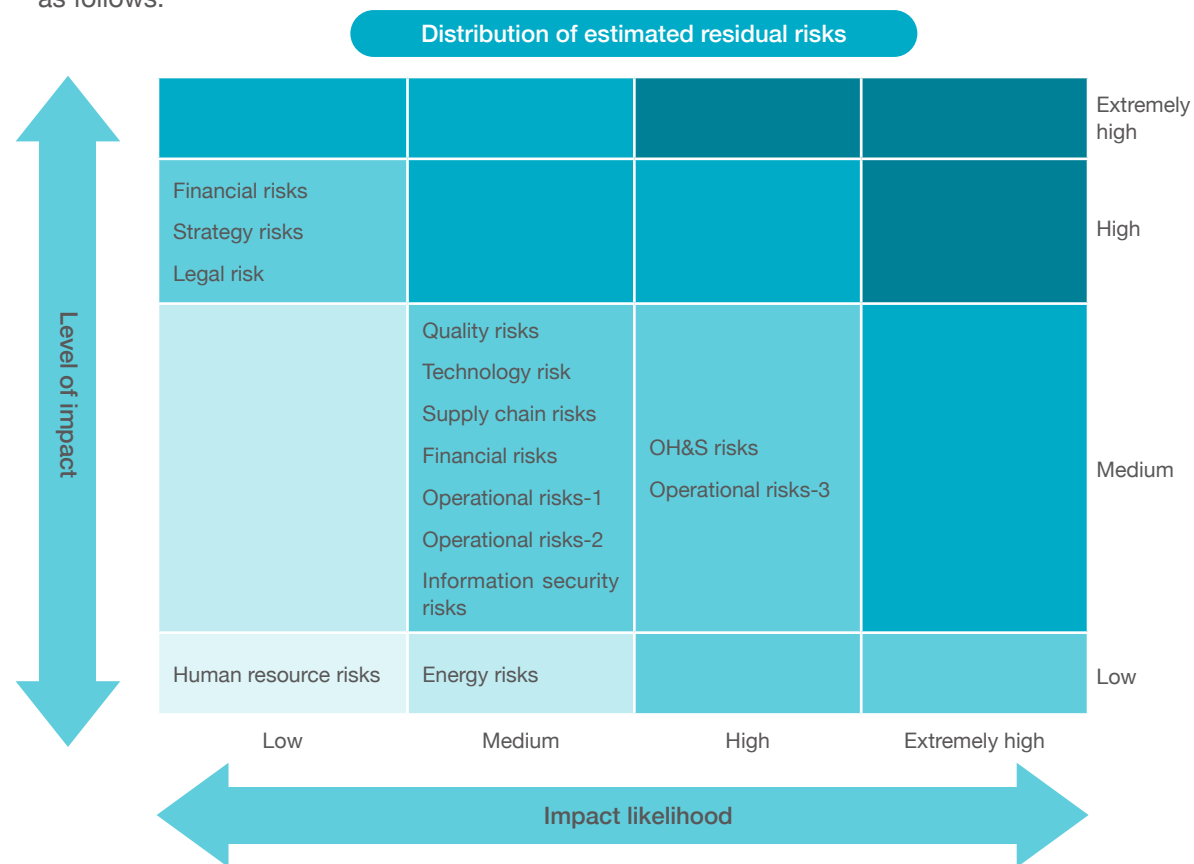 as follows:
Distribution of estimated residual risks
Extremely
high
Financial risks
Strategy risks
Legal risk
High
Level of impact
Quality risks
Technology risk
Supply chain risks
Financial risks
Operational risks-1
Operational risks-2
Information security
risks
OH&S risks
Operational risks-3
Medium
Human resource risks
Energy risks
Low
Low
Medium
High
Extremely high
Impact likelihood